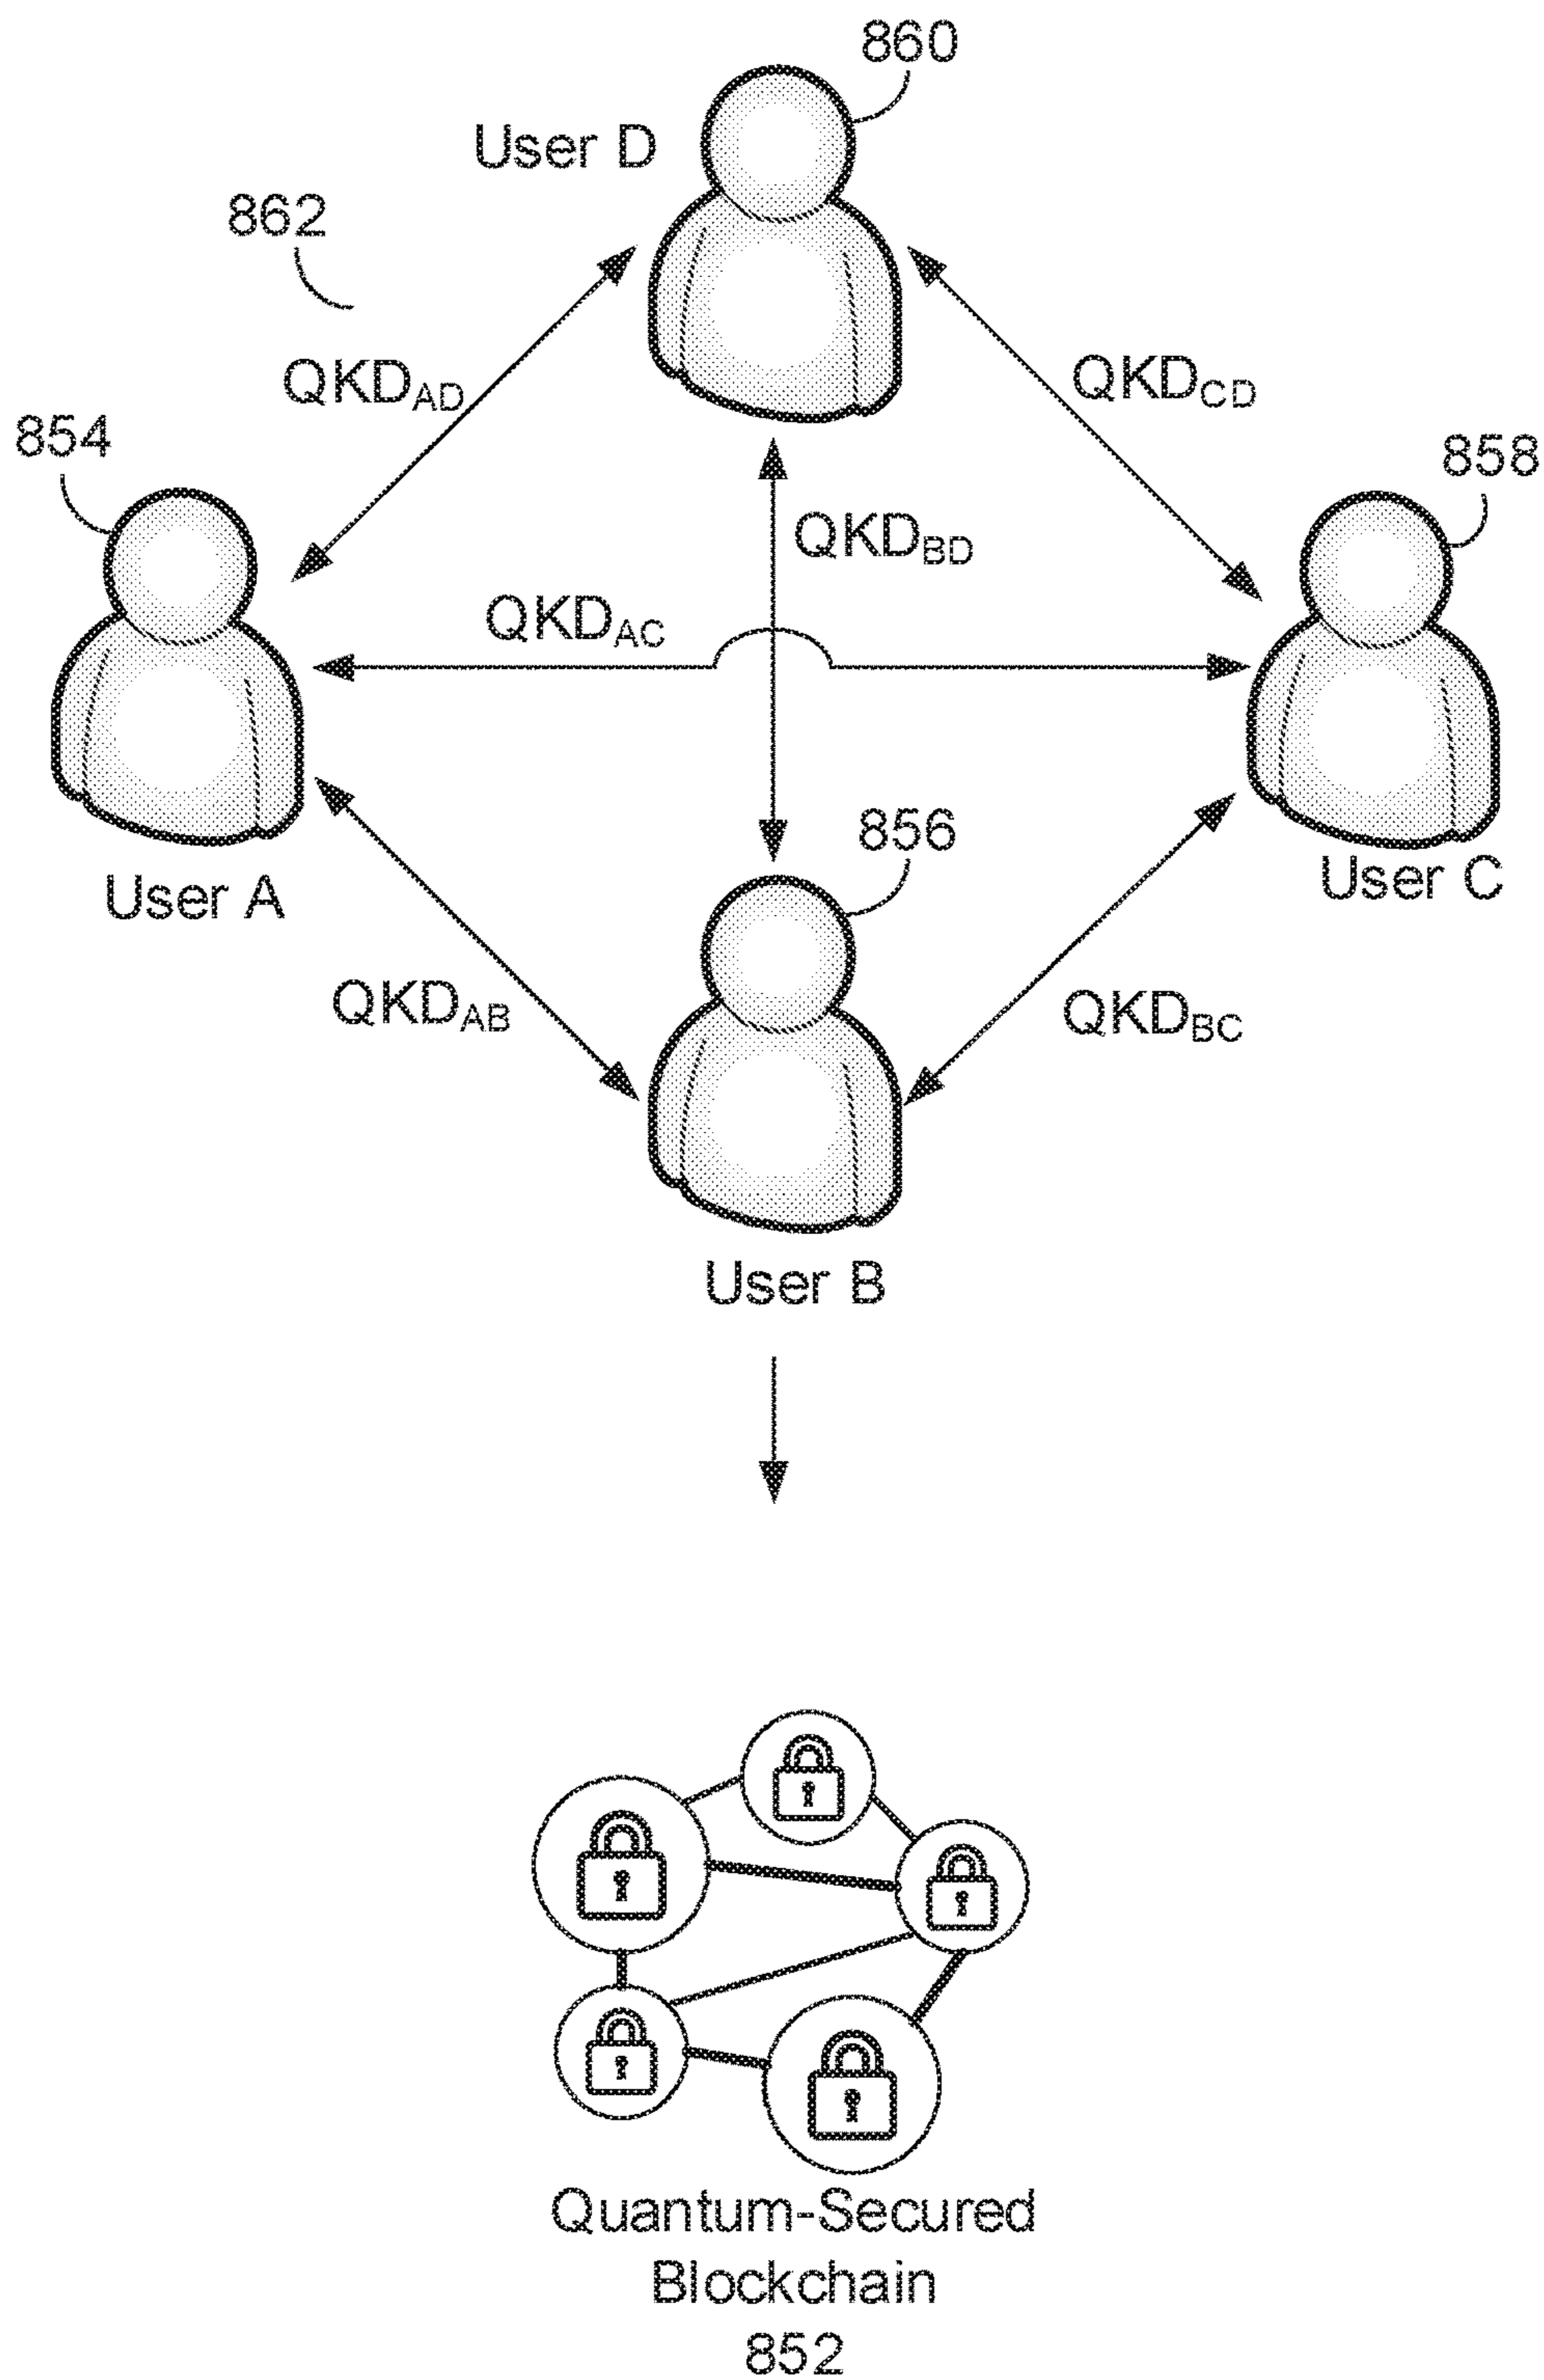 860
User D
862
QKDAD
QKDCD
854
858
QKDBD
QKDAC
856
User A
User C
QKDAB
QKDBC
User B
Quantum-Secured
Blockchain
852